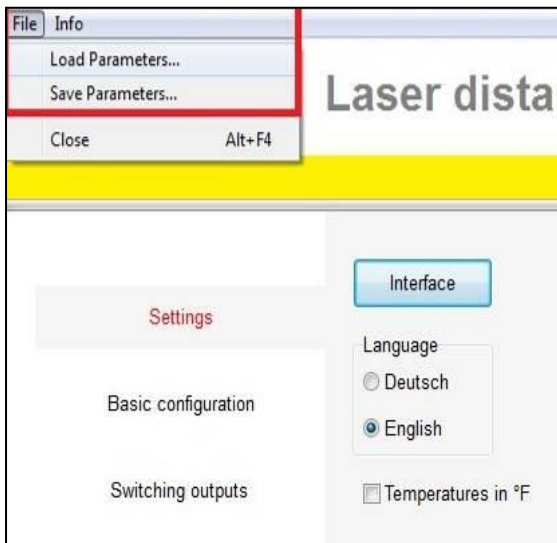 File Info
Load Parameters...
Save Parameters...
Close Alt+F4
Laser dista
Interface
Settings
Language
Deutsch
Basic configuration
English
Switching outputs
Temperatures in °F